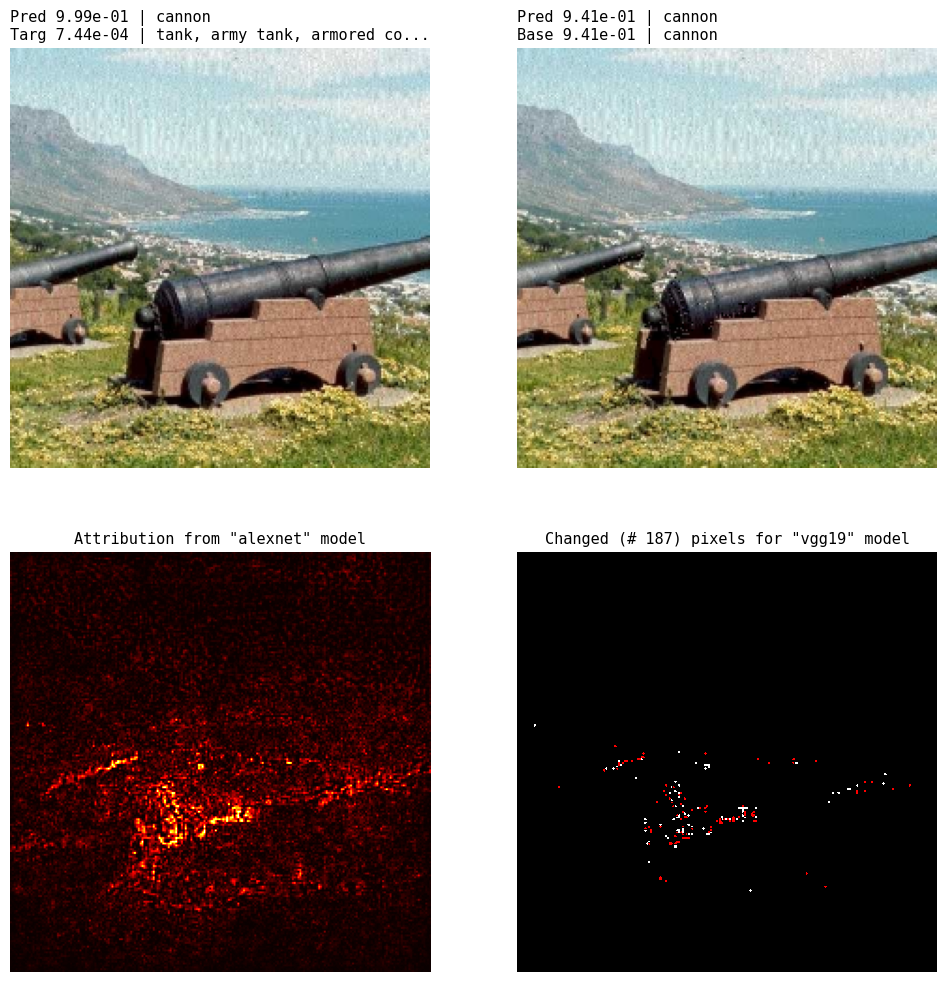 Pred 9.99e-01 | cannon
Targ 7.44e-04 | tank, army tank, armored co...
Pred 9.41e-01 | cannon
Base 9.41e-01 | cannon
Attribution from "alexnet" model
Changed (# 187) pixels for "vgg19" model